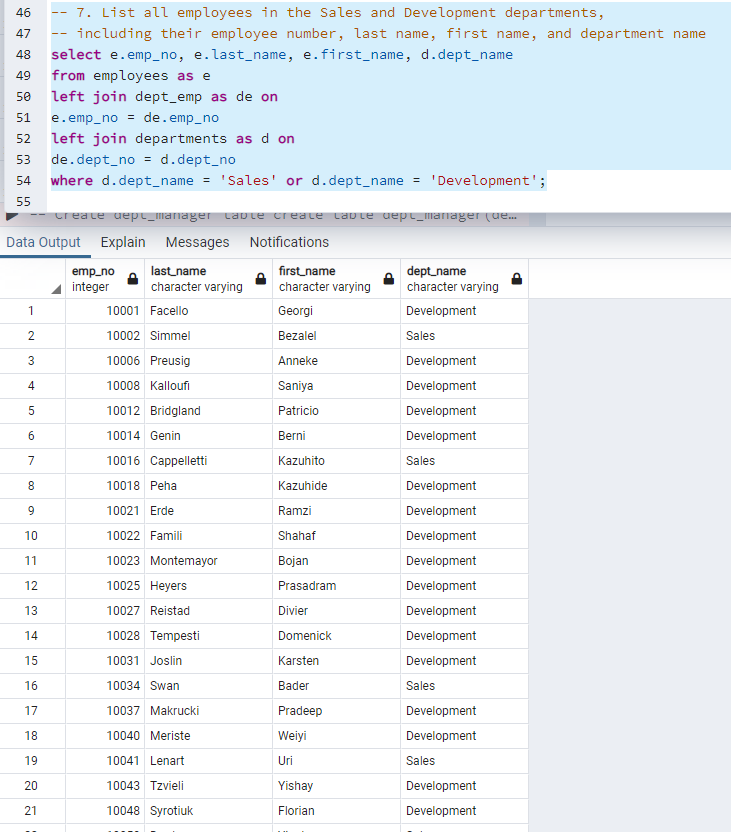 46 -- 7. List all employees in the Sales and Development departments,
47 -- including their employee number, last name, first name, and department name
48 select e.emp_no, e.last_name, e.first_name, d.dept_name
49 from employees as e
50 left join dept_emp as de on
51 e.emp_no = de.emp_no
52 left join departments as d on
53 de.dept_no = d.dept_no
54 where d.dept_name = 'Sales' or d.dept_name = 'Development';
55
-- Create dept_manager table create table dept_manager(de…
Data Output Explain Messages Notifications
emp_no last_name first_name dept_name
integer character varying character varying character varying
1 10001 Facello Georgi Development
2 10002 Simmel Bezalel Sales
3 10006 Preusig Anneke Development
4 10008 Kalloufi Saniya Development
5 10012 Bridgland Patricio Development
6 10014 Genin Berni Development
7 10016 Cappelletti Kazuhito Sales
8 10018 Peha Kazuhide Development
9 10021 Erde Ramzi Development
10 10022 Famili Shahaf Development
11 10023 Montemayor Bojan Development
12 10025 Heyers Prasadram Development
13 10027 Reistad Divier Development
14 10028 Tempesti Domenick Development
15 10031 Joslin Karsten Development
16 10034 Swan Bader Sales
17 10037 Makrucki Pradeep Development
18 10040 Meriste Weiyi Development
19 10041 Lenart Uri Sales
20 10043 Tzvieli Yishay Development
21 10048 Syrotiuk Florian Development